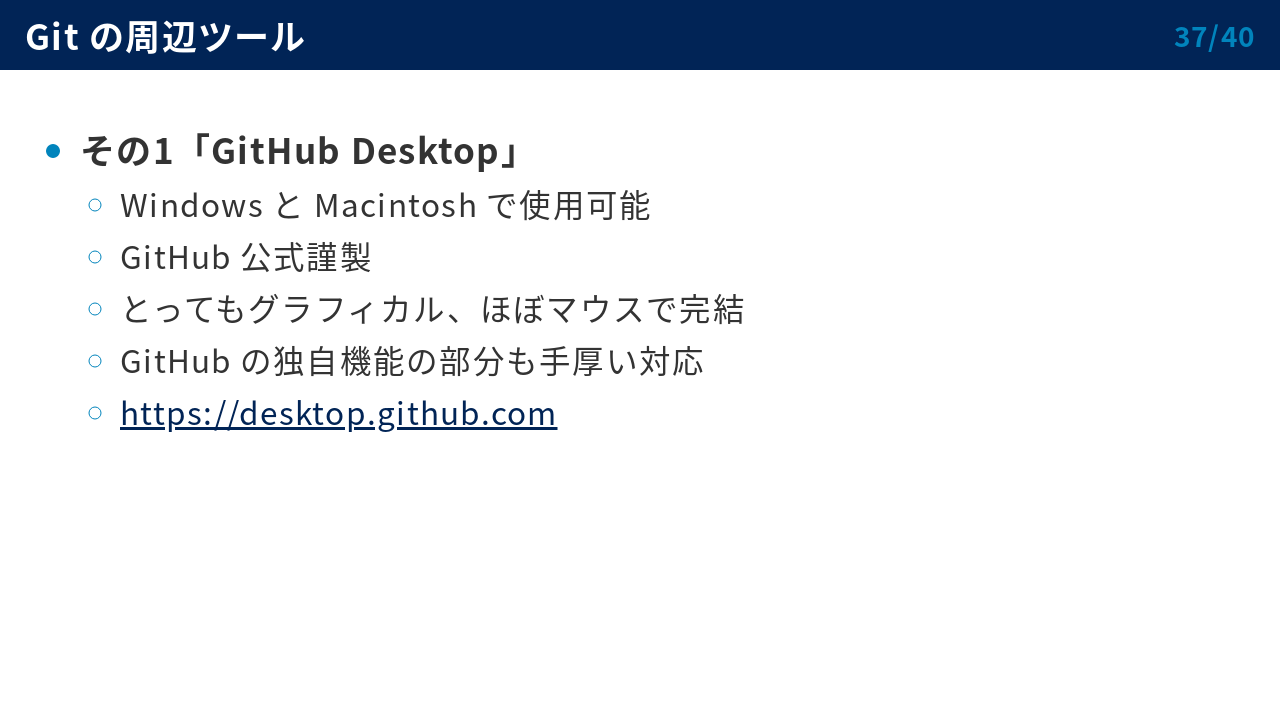 Git の周辺ツール
37/40
その1「GitHub Desktop」
Windows と Macintosh で使用可能
GitHub 公式謹製
とってもグラフィカル、ほぼマウスで完結
GitHub の独自機能の部分も手厚い対応
https://desktop.github.com